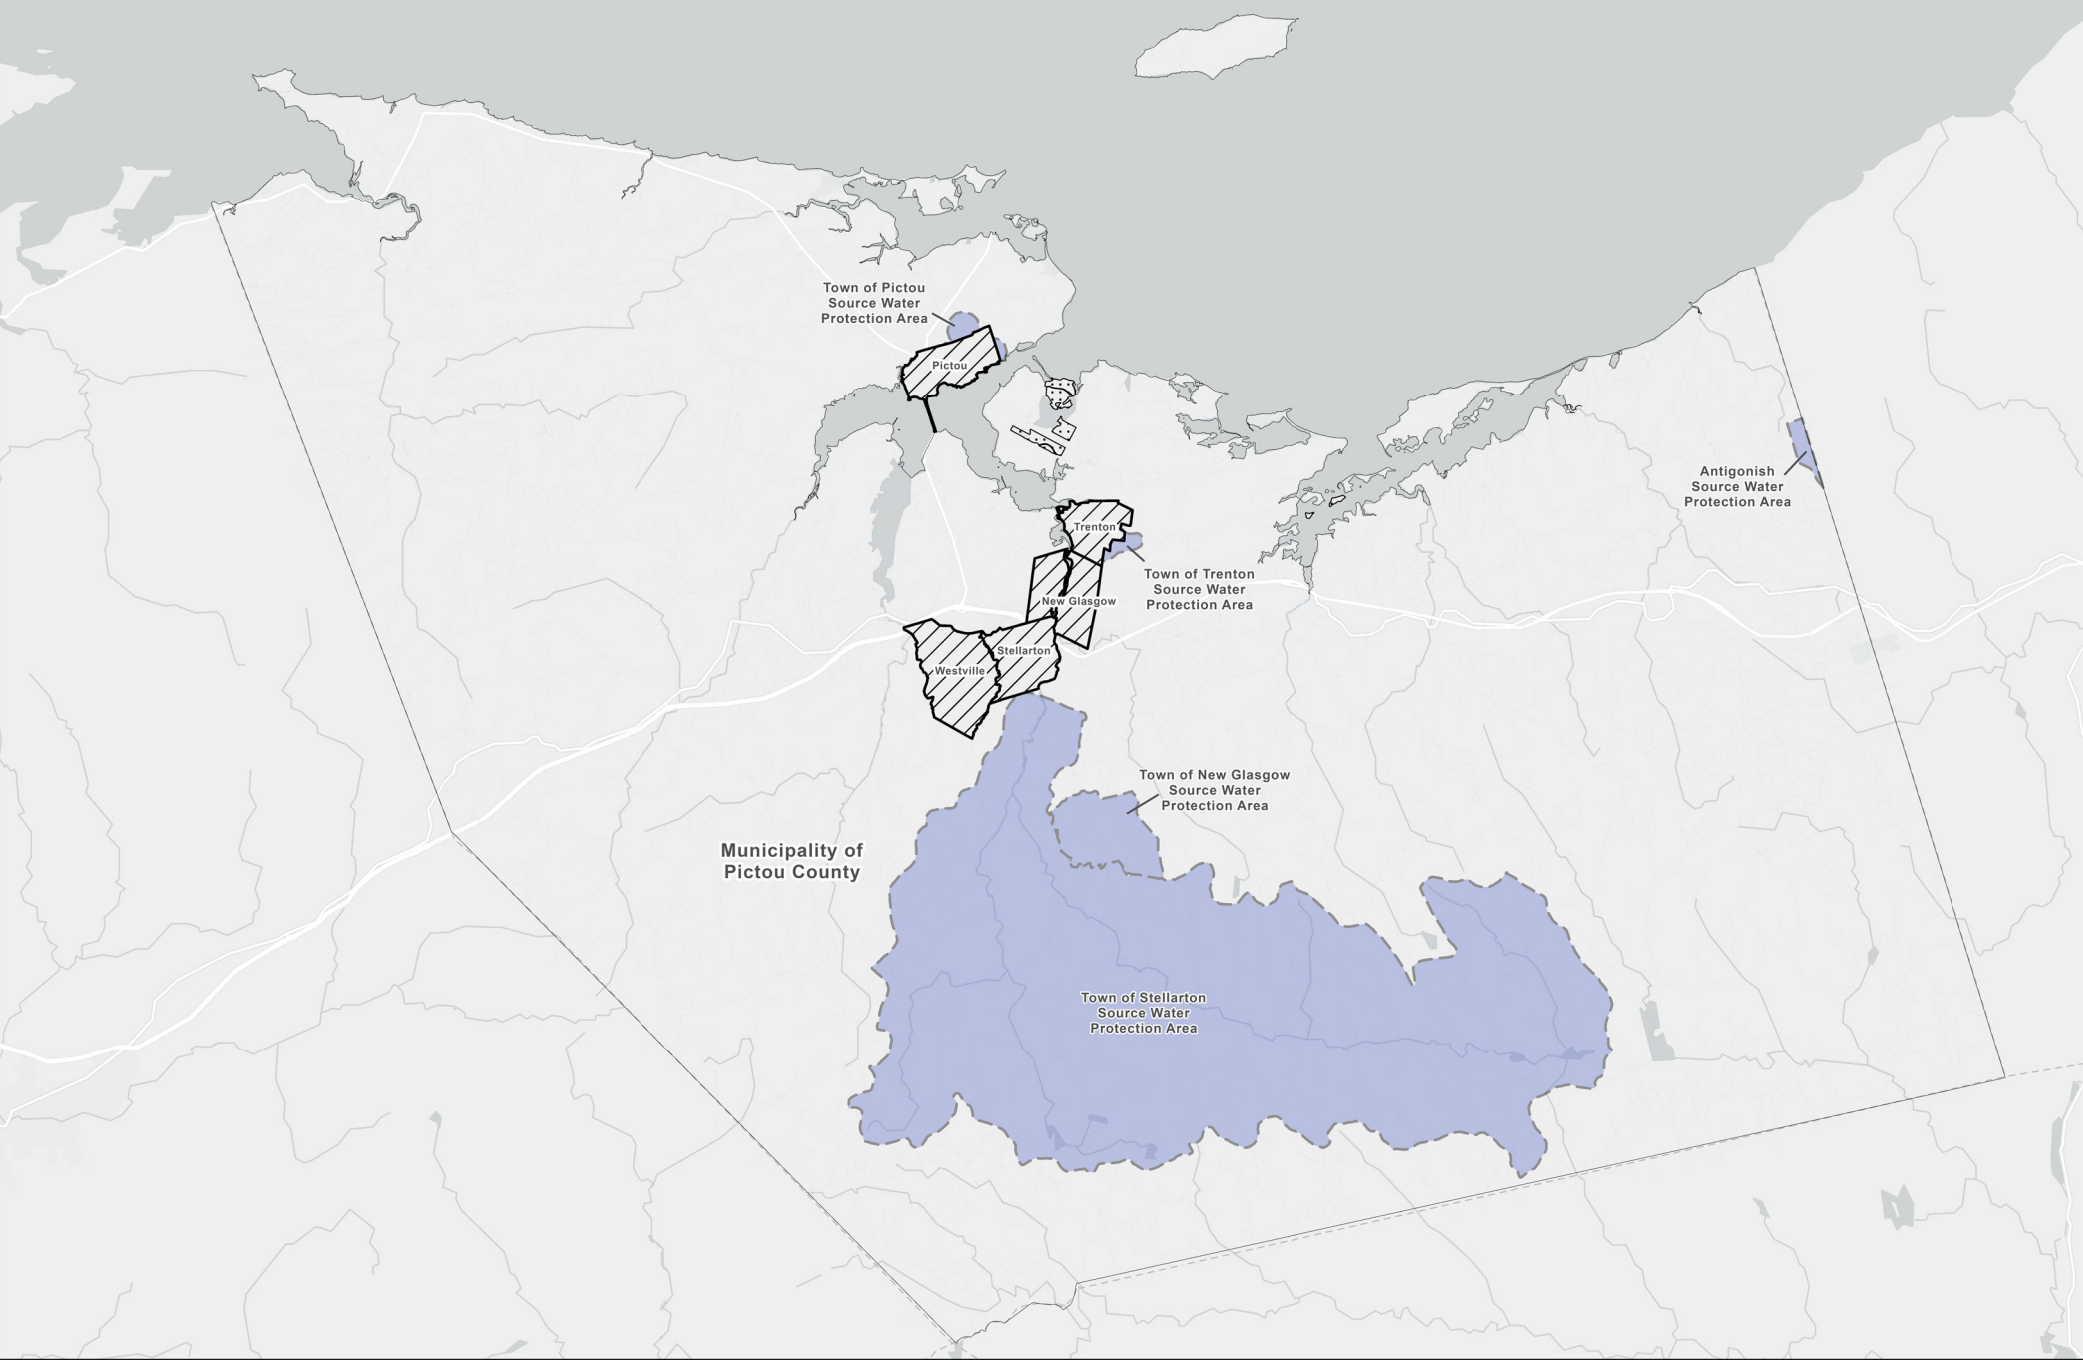 Town of Pictou
Source Water
Protection Area
Pictou
Antigonish
Source Water
Protection Area
Trenton
Town of Trenton
Source Water
Protection Area
New Glasgow
Stellarton
Westville
Town of New Glasgow
Source Water
Protection Area
Municipality of
Pictou County
Town of Stellarton
Source Water
Protection Area